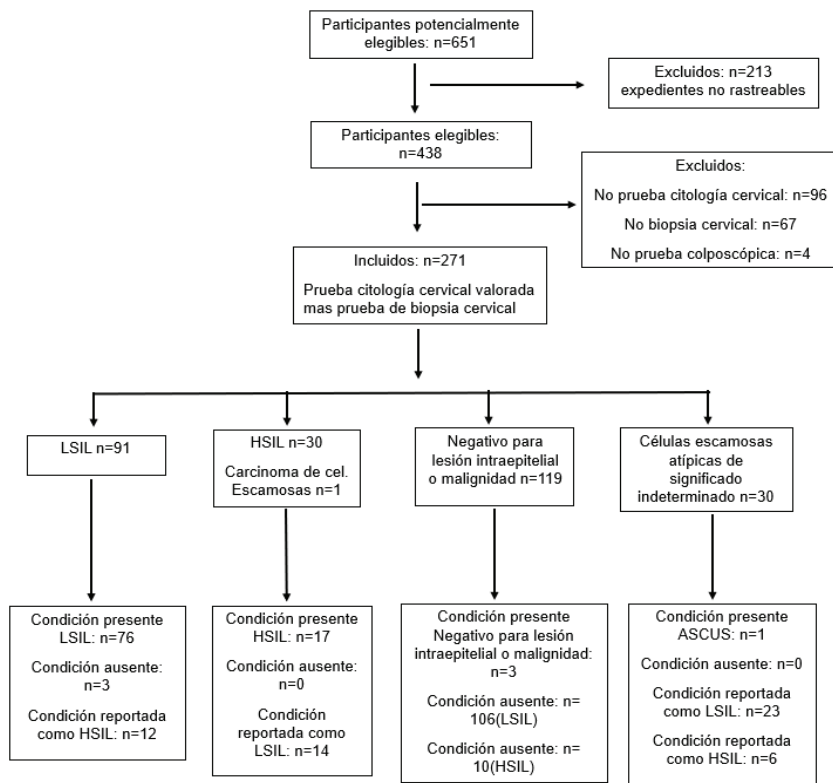 Participantes potencialmente
elegibles: n=651
Excluidos: n=213
expedientes no rastreables
Participantes elegibles:
n=438
Excluidos:
No prueba citología cervical: n=96
No biopsia cervical: n=67
No prueba colposcópica: n=4
Incluidos: n=271
Prueba citología cervical valorada
mas prueba de biopsia cervical
LSIL n=91
HSIL n=30
Carcinoma de cel.
Escamosas n=1
Negativo para
lesión intraepitelial
o malignidad n=119
Células escamosas
atípicas de
significado
indeterminado n=30
Condición presente
LSIL: n=76
Condición ausente:
n=3
Condición reportada
como HSIL: n=12
Condición presente
HSIL: n=17
Condición ausente:
n=0
Condición
reportada como
LSIL: n=14
Condición presente
Negativo para lesión
intraepitelial o malignidad:
n=3
Condición ausente: n=
106(LSIL)
Condición ausente: n=
10(HSIL)
Condición presente
ASCUS: n=1
Condición ausente: n=0
Condición reportada
como LSIL: n=23
Condición reportada
como HSIL: n=6